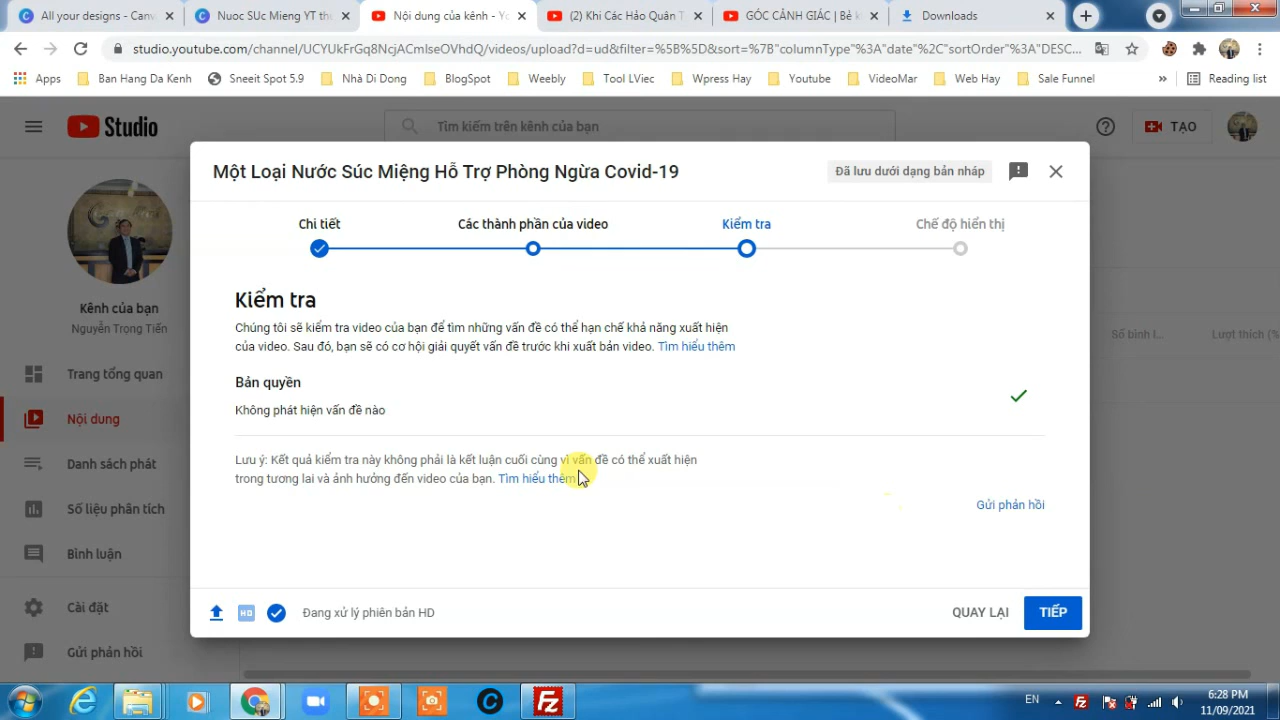 All your designs - Canv
Nuoc SUc Mieng YT th
Nội dung của kênh - Yo
(2) Khi Các Hảo Quân T
GÓC CẢNH GIÁC | Bẻ k
Downloads
studio.youtube.com/channel/UCYUkFrGq8NcjACmlseOVhBQ/videos/upload?d=ud&filter=%5B%5D&sort=%7B"columnType"%3A"date"%2C"sortOrder"%3A"DESC...
Apps
Ban Hang Da Kenh
Sneeit Spot 5.9
Nhà Di Dong
BlogSpot
Weebly
Tool LViec
Wpress Hay
Youtube
VideoMar
Web Hay
Sale Funnel
»
Reading list
Studio
Tìm kiếm trên kênh của bạn
TẠO
Một Loại Nước Súc Miệng Hỗ Trợ Phòng Ngừa Covid-19
Đã lưu dưới dạng bản nháp
Chi tiết
Các thành phần của video
Kiểm tra
Chế độ hiển thị
Kênh của bạn
Nguyễn Trọng Tiến
Trang tổng quan
Nội dung
Danh sách phát
Số liệu phân tích
Bình luận
Cài đặt
Gửi phản hồi
Kiểm tra
Chúng tôi sẽ kiểm tra video của bạn để tìm những vấn đề có thể hạn chế khả năng xuất hiện
của video. Sau đó, bạn sẽ có cơ hội giải quyết vấn đề trước khi xuất bản video. Tìm hiểu thêm
Số bình l...
Lượt thích (%
Bản quyền
Không phát hiện vấn đề nào
Lưu ý: Kết quả kiểm tra này không phải là kết luận cuối cùng vì vấn đề có thể xuất hiện
trong tương lai và ảnh hưởng đến video của bạn. Tìm hiểu thêm
Gửi phản hồi
HD
Đang xử lý phiên bản HD
QUAY LẠI
TIẾP
EN
6:28 PM
11/09/2021